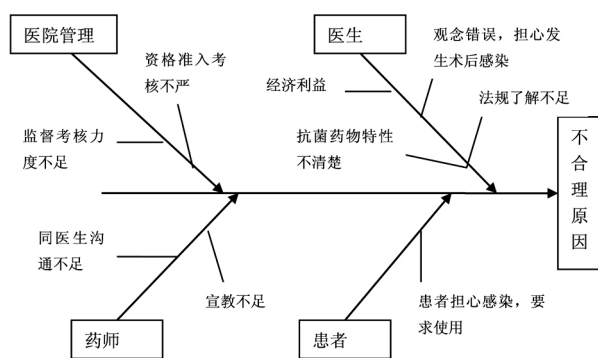 医院管理
资格准入考
核不严
监督考核力
度不足
医生
观念错误，担心发
生术后感染
经济利益
法规了解不足
抗菌药物特性
不清楚
不
合
理
原
因
同医生沟
通不足
宣教不足
药师
患者担心感染，要
求使用
患者